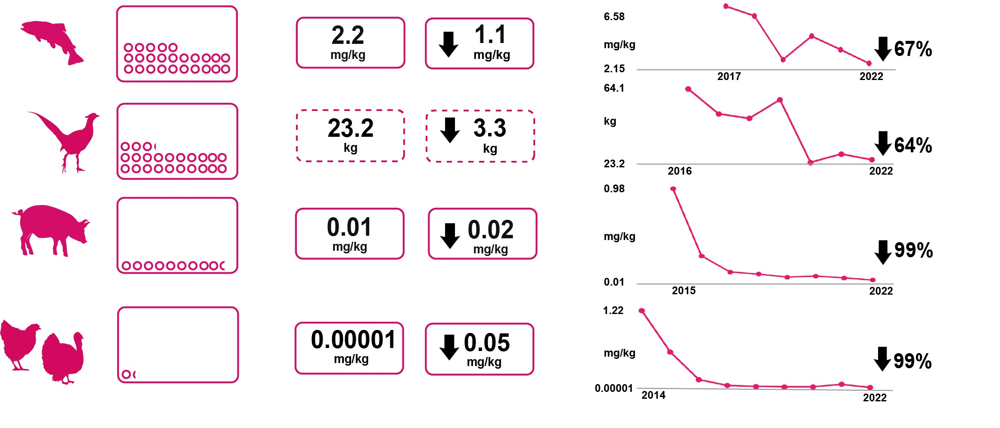 2.2
mg/kg
1.1
mg/kg
6.58
mg/kg
2.15
2017
2022
67%
23.2
kg
3.3
kg
64.1
kg
23.2
2016
2022
64%
0.01
mg/kg
0.02
mg/kg
0.98
mg/kg
0.01
2015
2022
99%
0.00001
mg/kg
0.05
mg/kg
1.22
mg/kg
0.00001
2014
2022
99%